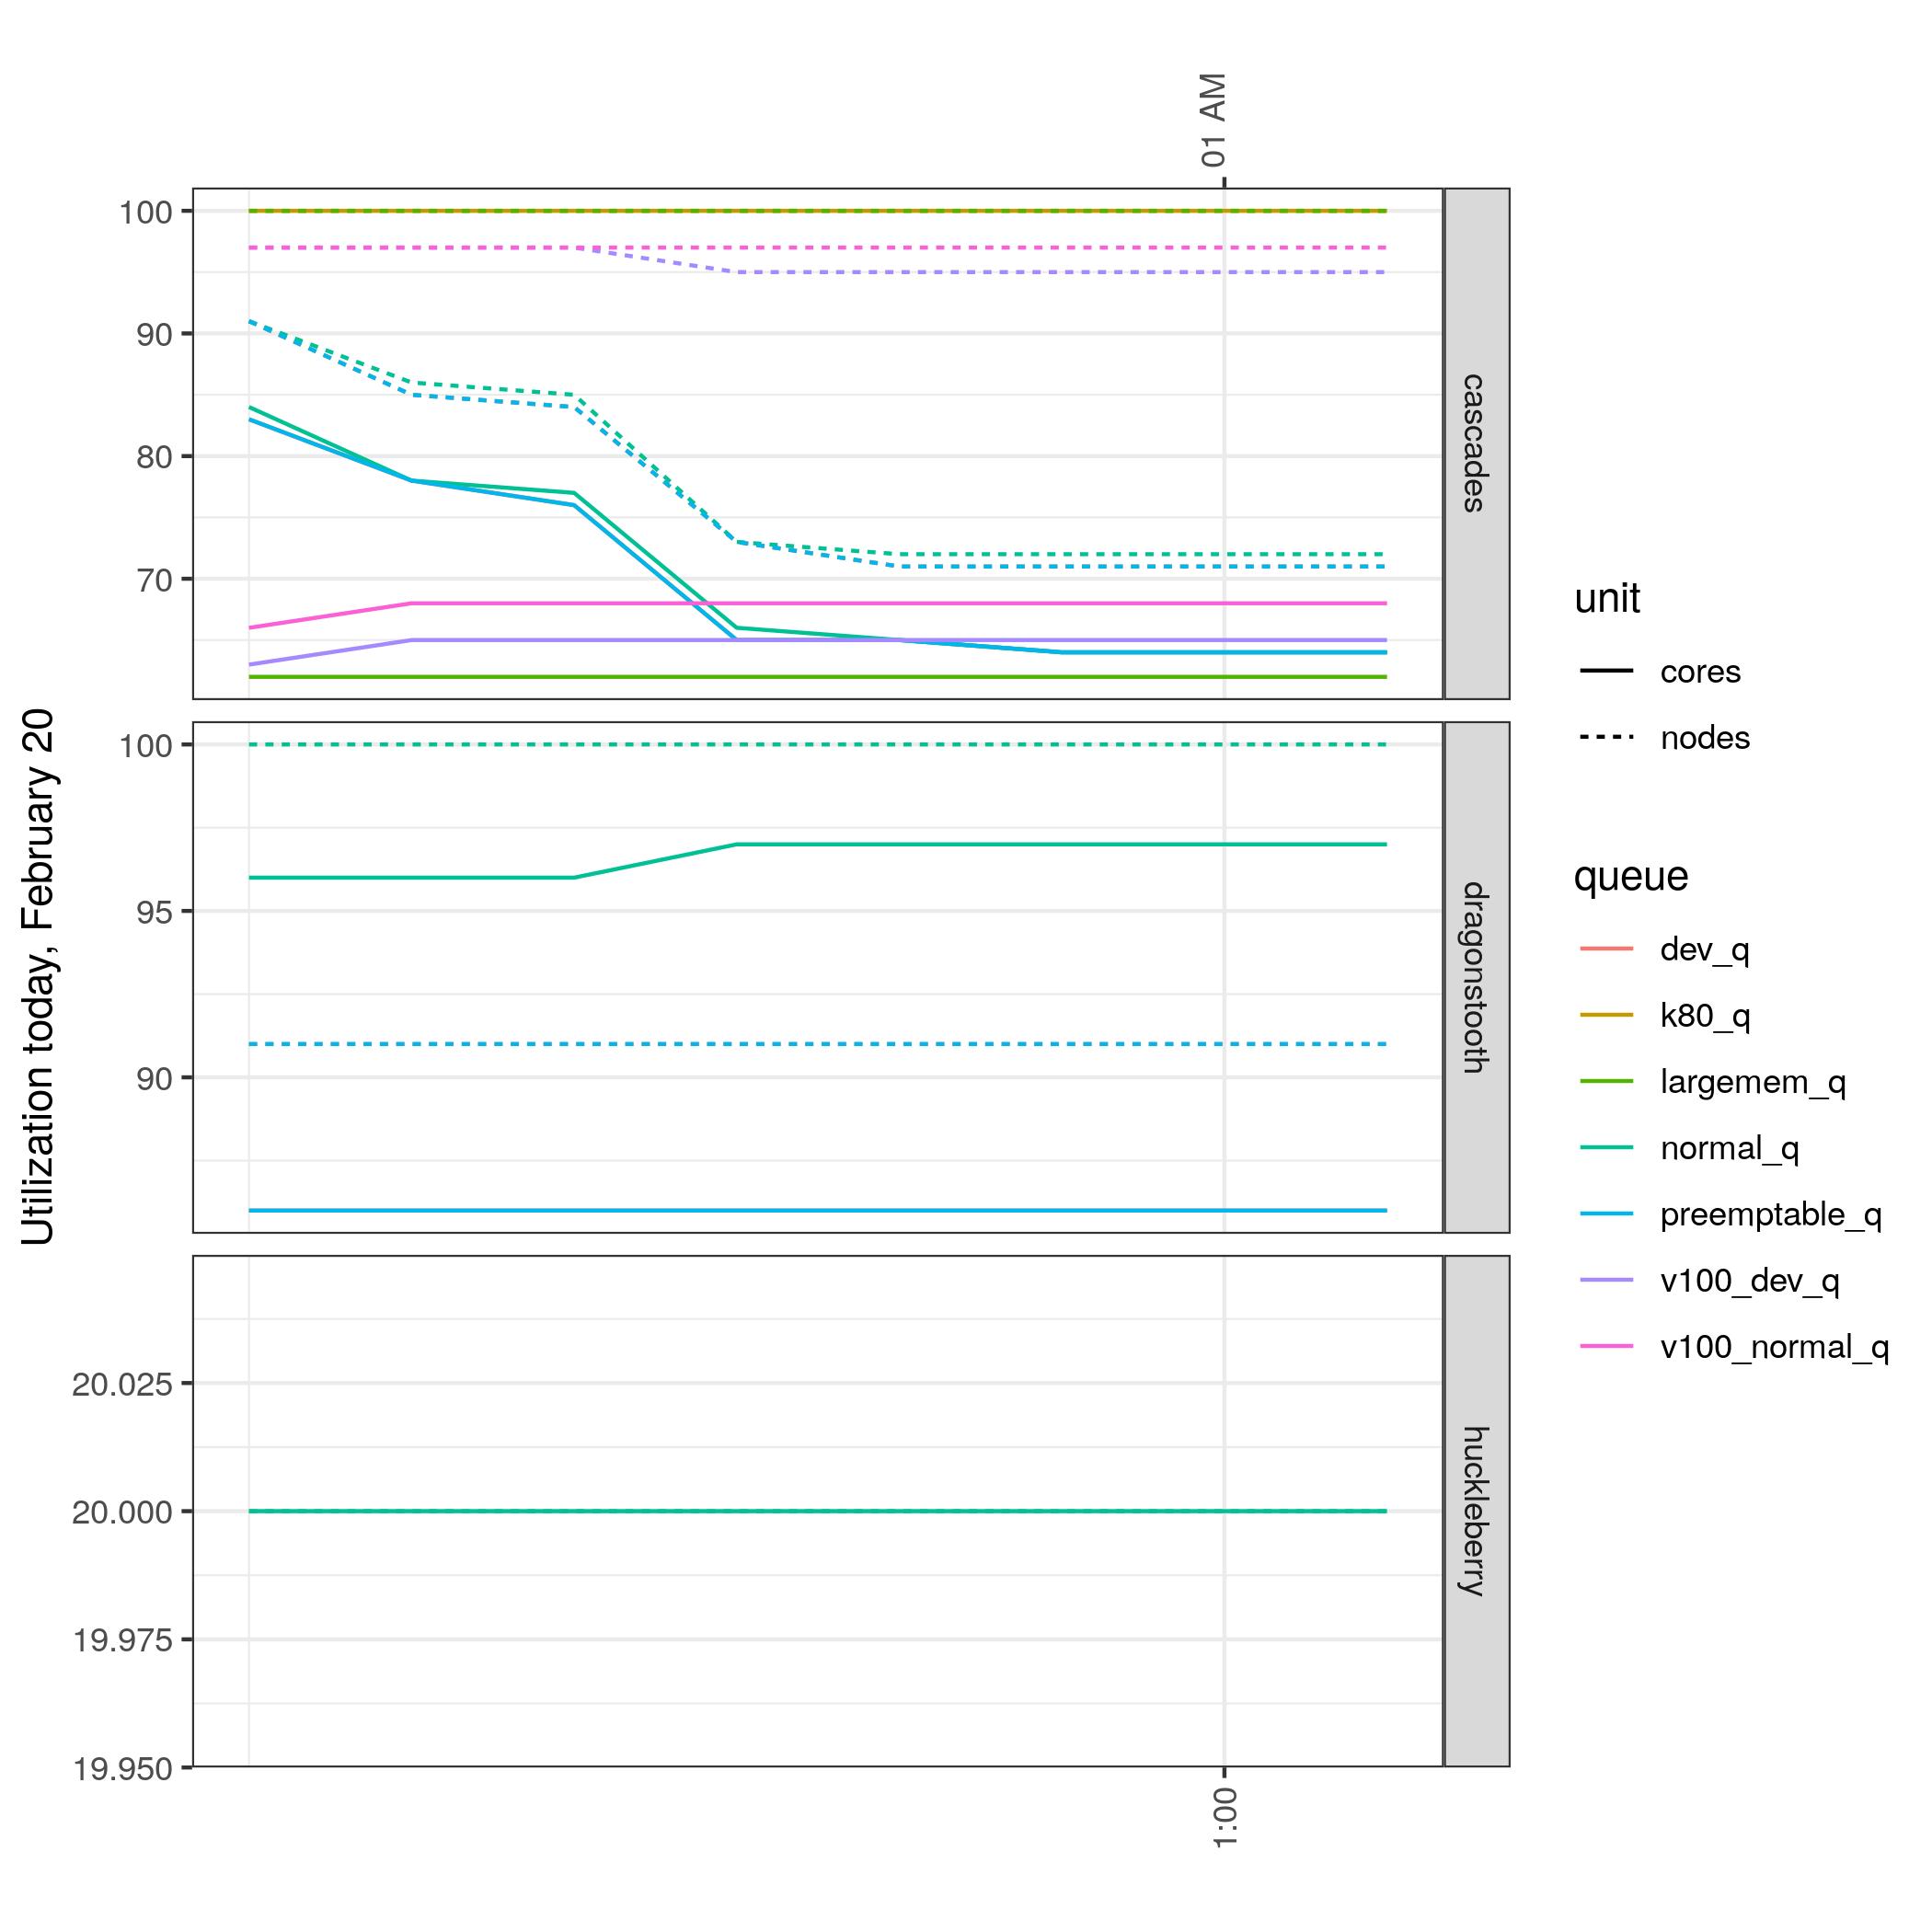 01 AM
100
90
80
70
cascades
100
95
90
dragonstooth
20.025
20.000
19.975
19.950
huckleberry
1:00
Utilization today, February 20
unit
cores
nodes
queue
dev_q
k80_q
largemem_q
normal_q
preemptable_q
v100_dev_q
v100_normal_q